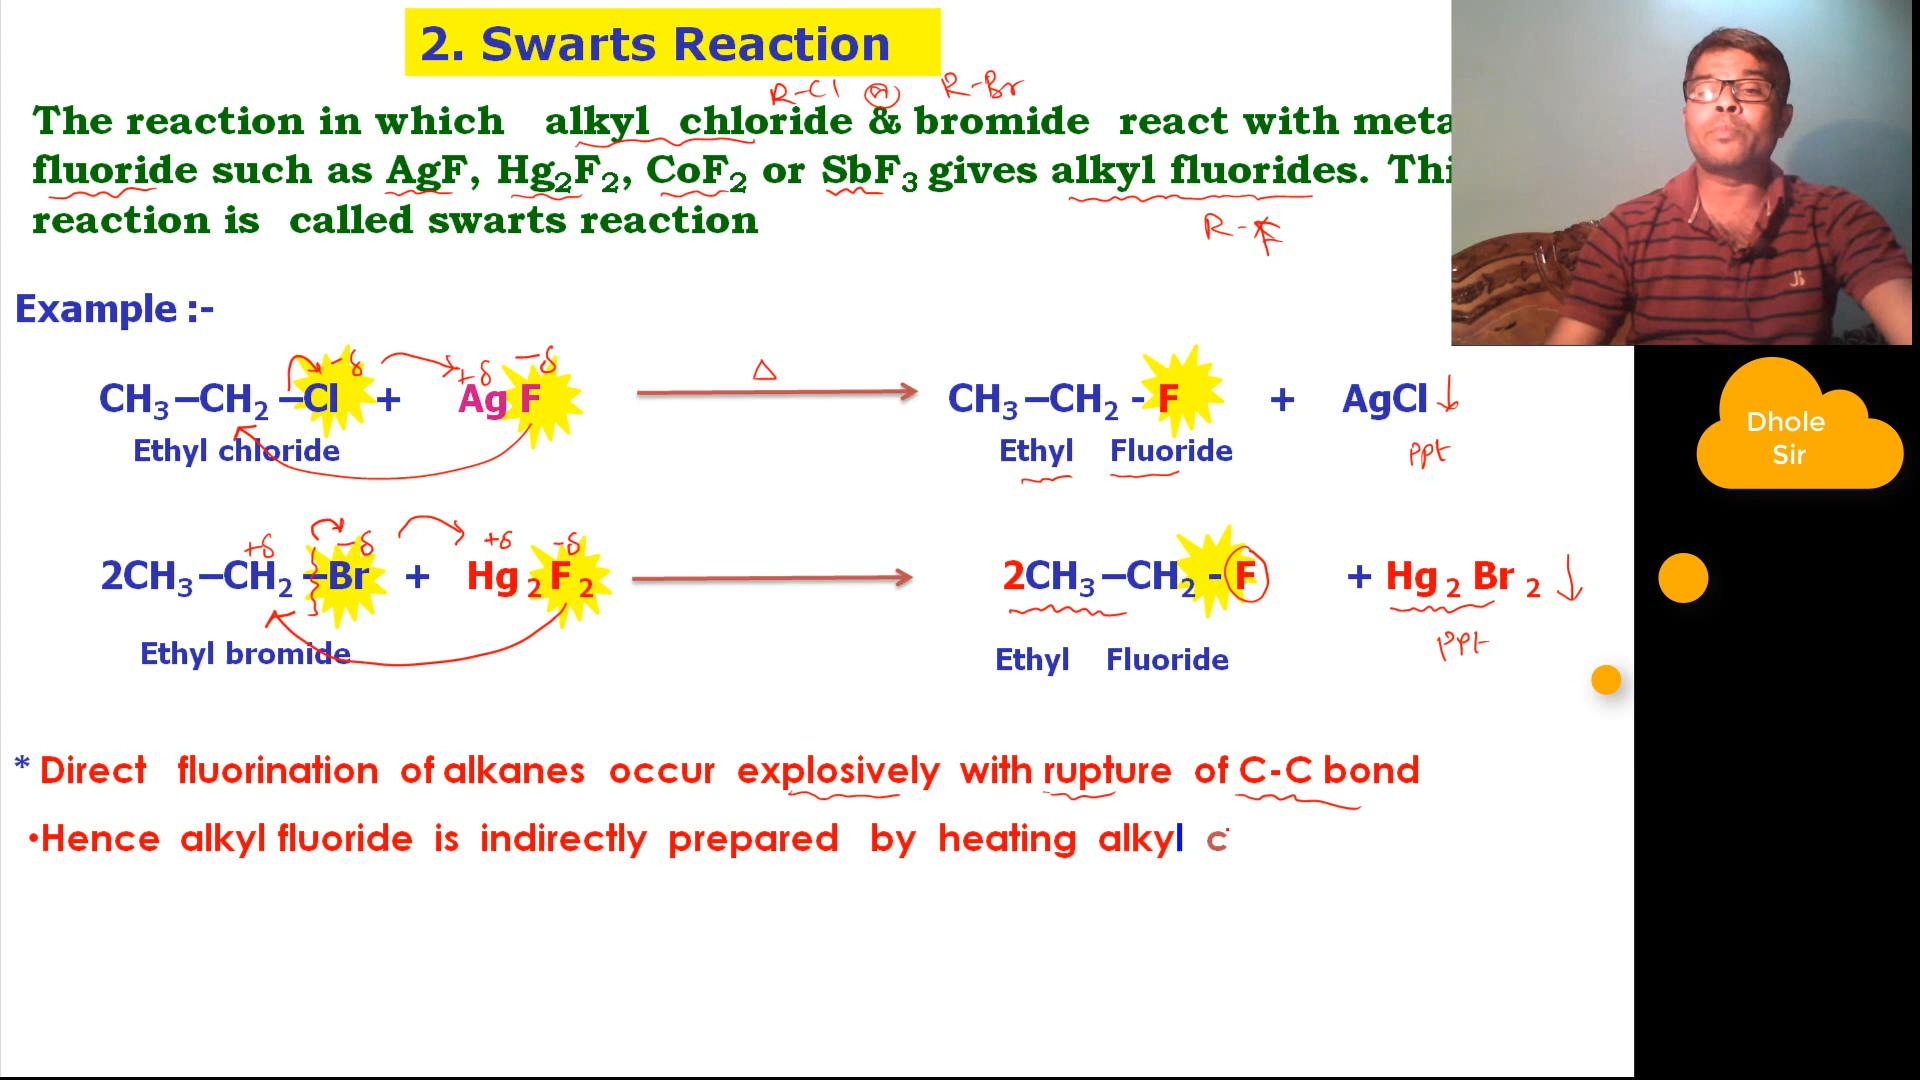 2. Swarts Reaction
R-Cl R-Br
The reaction in which alkyl chloride & bromide react with meta
fluoride such as AgF, Hg₂F₂, CoF₂ or SbF₃ gives alkyl fluorides. Thi
reaction is called swarts reaction
R-F
Example :-
-δ +δ -δ Δ
CH₃–CH₂–Cl + AgF CH₃–CH₂-F + AgCl↓
Ethyl chloride Ethyl Fluoride ppt
+δ -δ +δ -δ
2CH₃–CH₂–Br + Hg₂F₂ 2CH₃–CH₂-F + Hg₂Br₂↓
Ethyl bromide Ethyl Fluoride ppt
* Direct fluorination of alkanes occur explosively with rupture of C-C bond
•Hence alkyl fluoride is indirectly prepared by heating alkyl c
Dhole
Sir